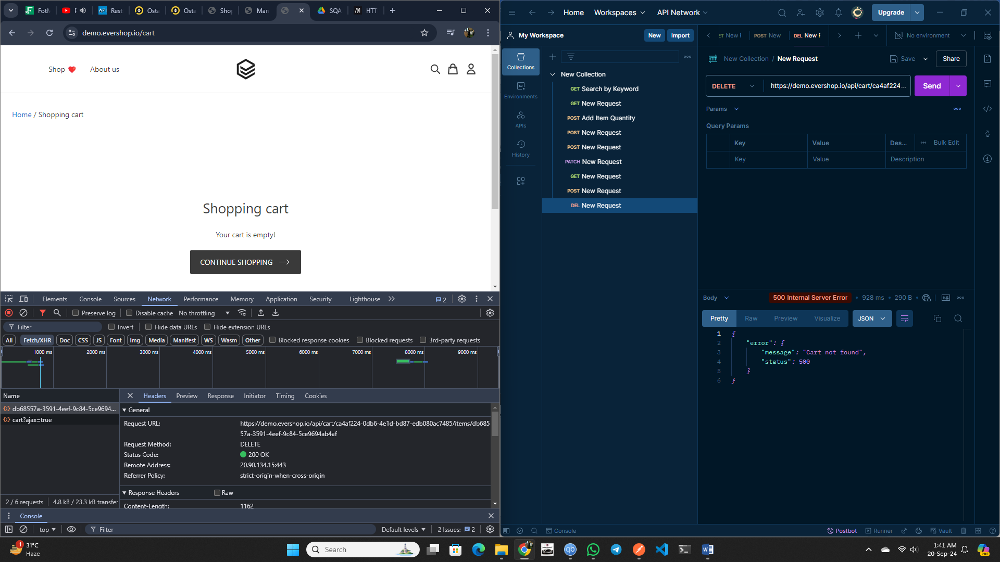 Fotl
F
API
Rest
Osta
Osta
Shop
Mar
SQA
M
HTT
demo.evershop.io/cart
Shop ❤️
About us
Home / Shopping cart
Shopping cart
Your cart is empty!
CONTINUE SHOPPING
Elements
Console
Sources
Network
Performance
Memory
Application
Security
Lighthouse
2
Preserve log
Disable cache
No throttling
Filter
Invert
Hide data URLs
Hide extension URLs
All
Fetch/XHR
Doc
CSS
JS
Font
Img
Media
Manifest
WS
Wasm
Other
Blocked response cookies
Blocked requests
3rd-party requests
1000 ms
2000 ms
3000 ms
4000 ms
5000 ms
6000 ms
7000 ms
8000 ms
9000 ms
Name
db68557a-3591-4eef-9c84-5ce9694...
cart?ajax=true
2 / 6 requests
4.8 kB / 23.3 kB transfer
Headers
Preview
Response
Initiator
Timing
Cookies
General
Request URL:
https://demo.evershop.io/api/cart/ca4af224-0db6-4e1d-bd87-edb080ac7485/items/db685
57a-3591-4eef-9c84-5ce9694ab4af
Request Method:
DELETE
Status Code:
200 OK
Remote Address:
20.90.134.15:443
Referrer Policy:
strict-origin-when-cross-origin
Response Headers
Raw
Content-Length:
1162
Console
top
Filter
Default levels
2 Issues:
2
Home
Workspaces
API Network
Upgrade
My Workspace
New
Import
ET New F
POST New
DEL New F
No environment
Collections
Environments
APIs
History
New Collection
GET Search by Keyword
GET New Request
POST Add Item Quantity
POST New Request
POST New Request
PATCH New Request
GET New Request
POST New Request
DEL New Request
HTTP
New Collection / New Request
Save
Share
DELETE
https://demo.evershop.io/api/cart/ca4af224...
Send
Params
Query Params
Key
Value
Des...
Bulk Edit
Key
Value
Description
Body
500 Internal Server Error
928 ms
290 B
Pretty
Raw
Preview
Visualize
JSON
1 {
2 "error": {
3 "message": "Cart not found",
4 "status": 500
5 }
6 }
Console
Postbot
Runner
Vault
1
31°C
Haze
Search
qb
PRE
1:41 AM
20-Sep-24